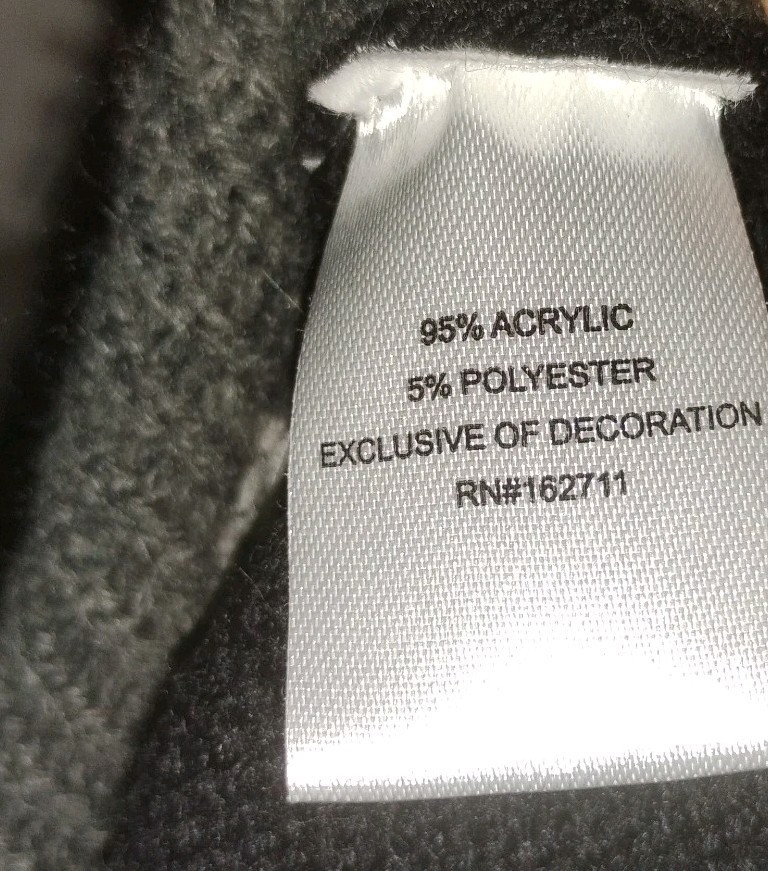 95% ACRYLIC
5% POLYESTER
EXCLUSIVE OF DECORATION
RN#162711